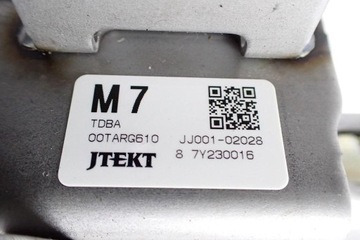 M7
TDBA
00TARG610 JJ001-02028
JTEKT 8 7Y230016